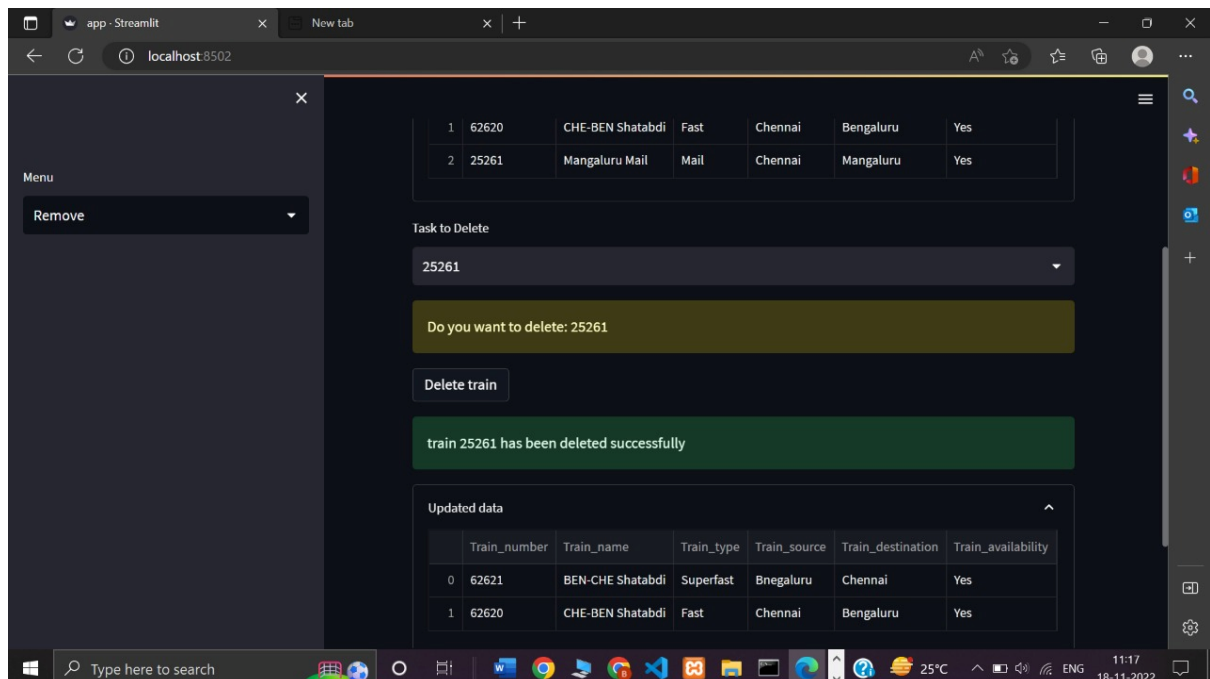 app · Streamlit
New tab
localhost:8502
1 62620 CHE-BEN Shatabdi Fast Chennai Bengaluru Yes
2 25261 Mangaluru Mail Mail Chennai Mangaluru Yes
Menu
Remove
Task to Delete
25261
Do you want to delete: 25261
Delete train
train 25261 has been deleted successfully
Updated data
Train_number Train_name Train_type Train_source Train_destination Train_availability
0 62621 BEN-CHE Shatabdi Superfast Bnegaluru Chennai Yes
1 62620 CHE-BEN Shatabdi Fast Chennai Bengaluru Yes
Type here to search
25°C
ENG
11:17
18-11-2022